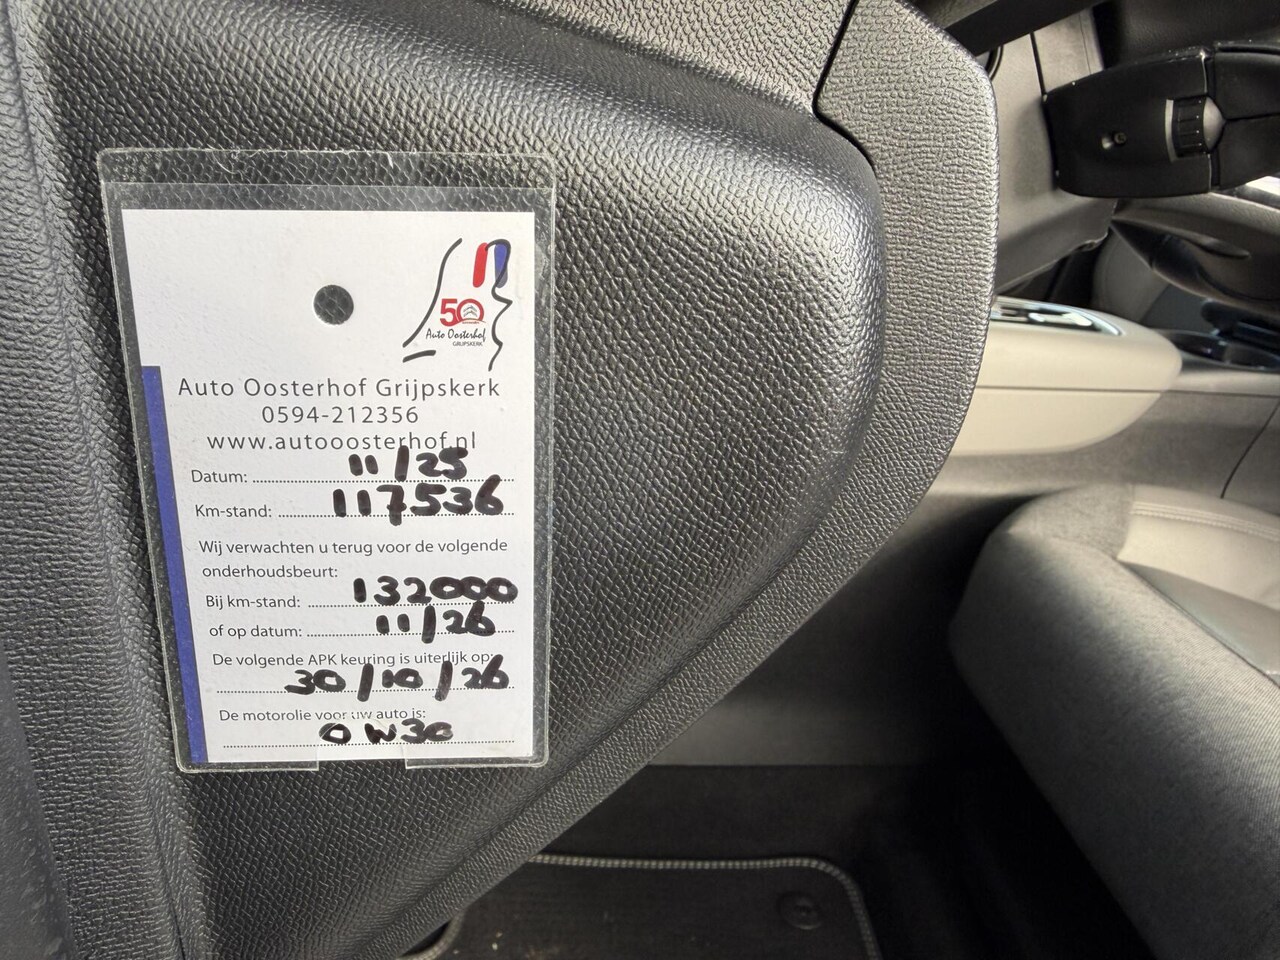 50
Auto Oosterhof
GRIJPSKERK
Auto Oosterhof Grijpskerk
0594-212356
www.autooosterhof.nl
Datum: 11/25
Km-stand: 117536
Wij verwachten u terug voor de volgende
onderhoudsbeurt:
Bij km-stand: 132000
of op datum: 11/26
De volgende APK keuring is uiterlijk op:
30/10/26
De motorolie voor uw auto is:
0W30